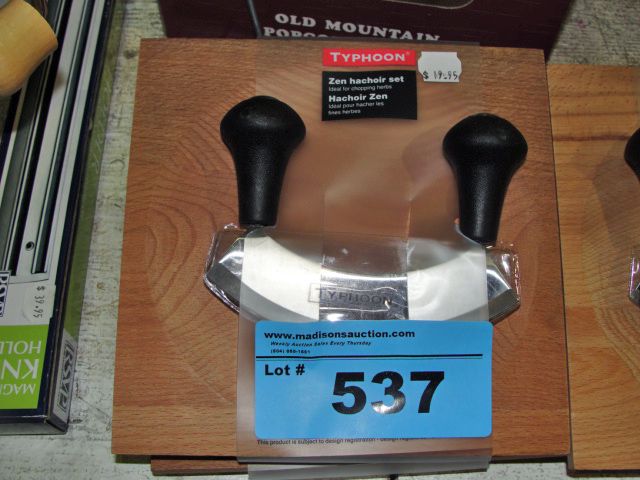 OLD MOUNTAIN
TYPHOON
$19.95
Zen hachoir set
Ideal for chopping herbs
Hachoir Zen
Ideal pour hacher les
fines herbes
TYPHOON
$39.95
www.madisonsauction.com
Weekly Auction Sales Every Thursday
Lot #
537
This product is subject to design registration - design